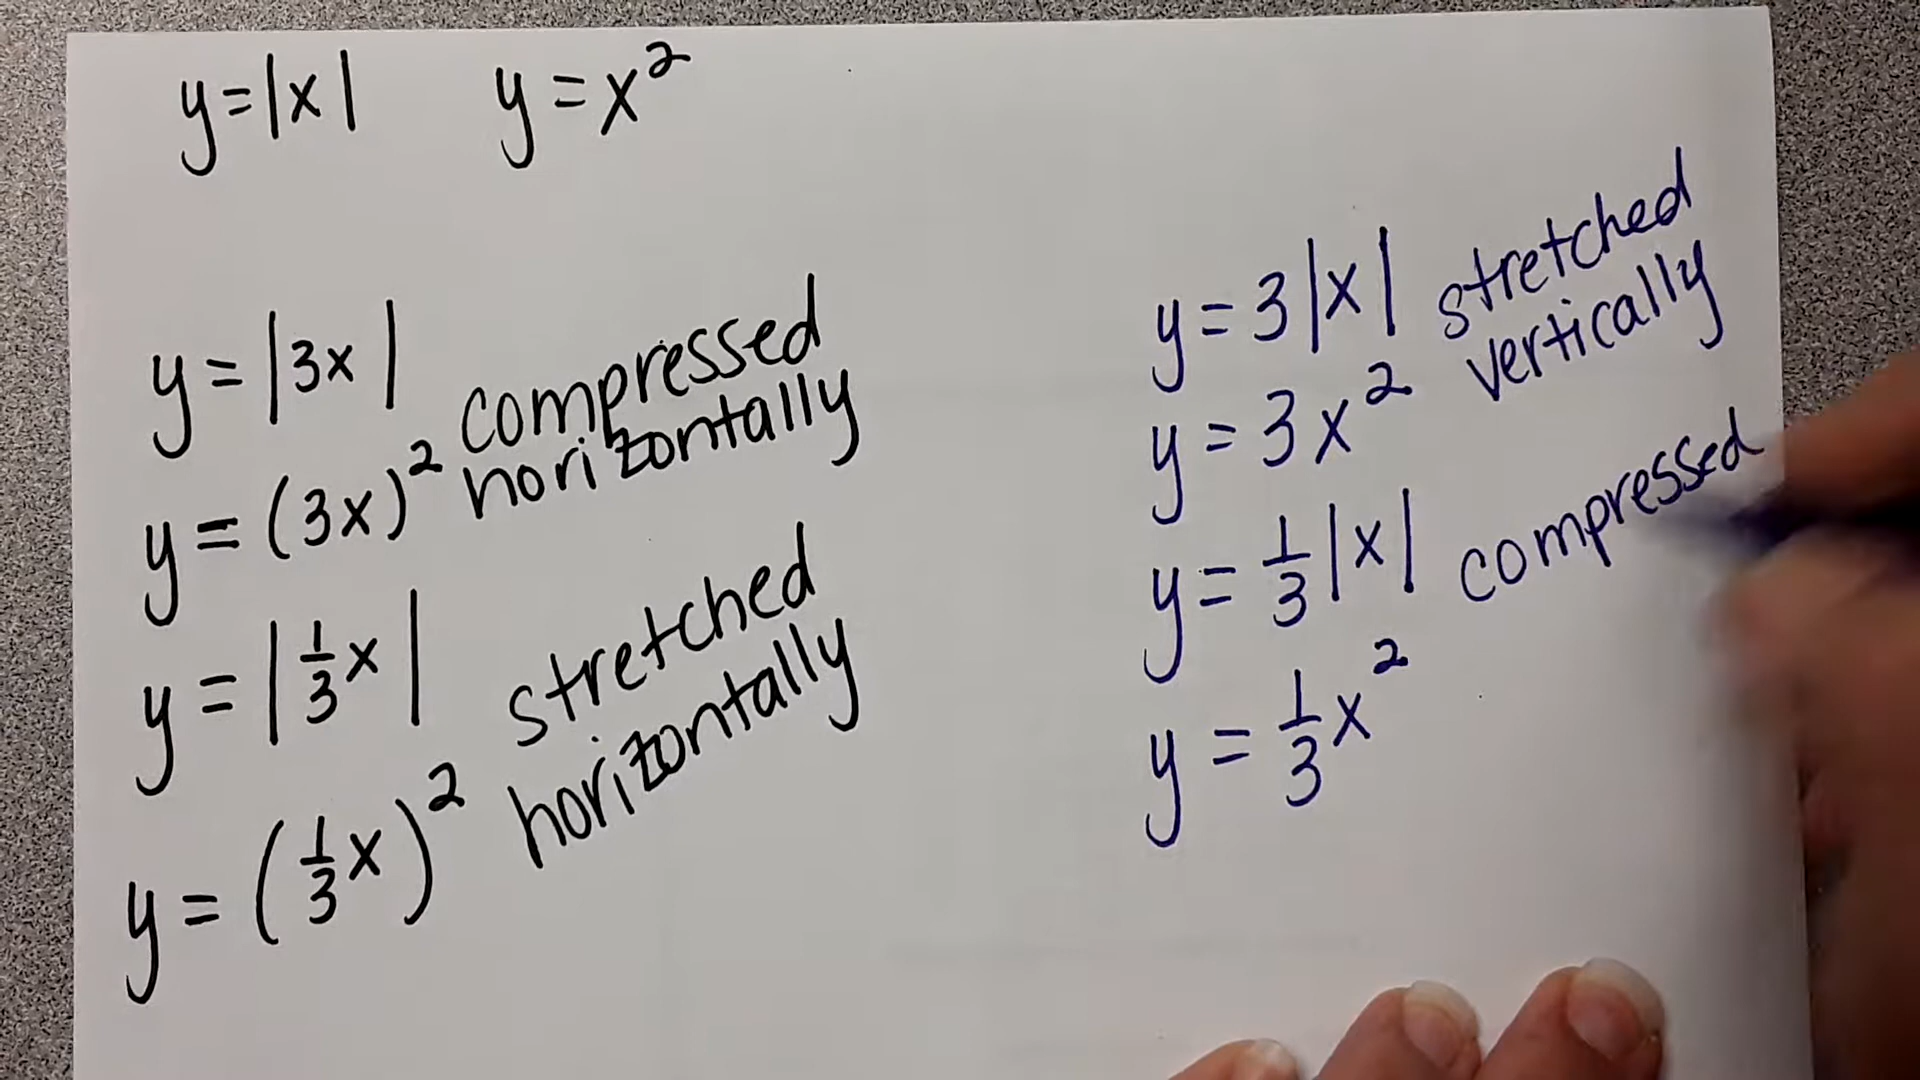 y=|x| y=x²
y=|3x| compressed
horizontally
y=(3x)²
y=|⅓x| stretched
horizontally
y=(⅓x)²
y=3|x| stretched
vertically
y=3x²
y=⅓|x| compressed
y=⅓x²